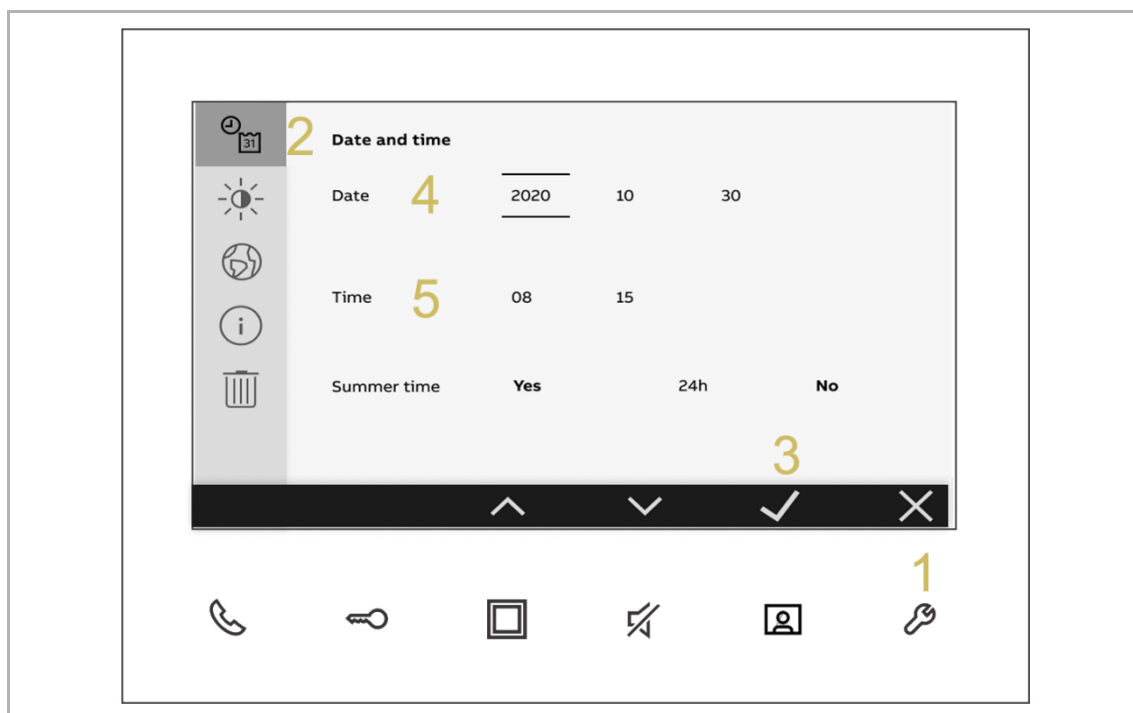 31
2 Date and time
Date 4 2020 10 30
Time 5 08 15
i
Summer time Yes 24h No
3
1